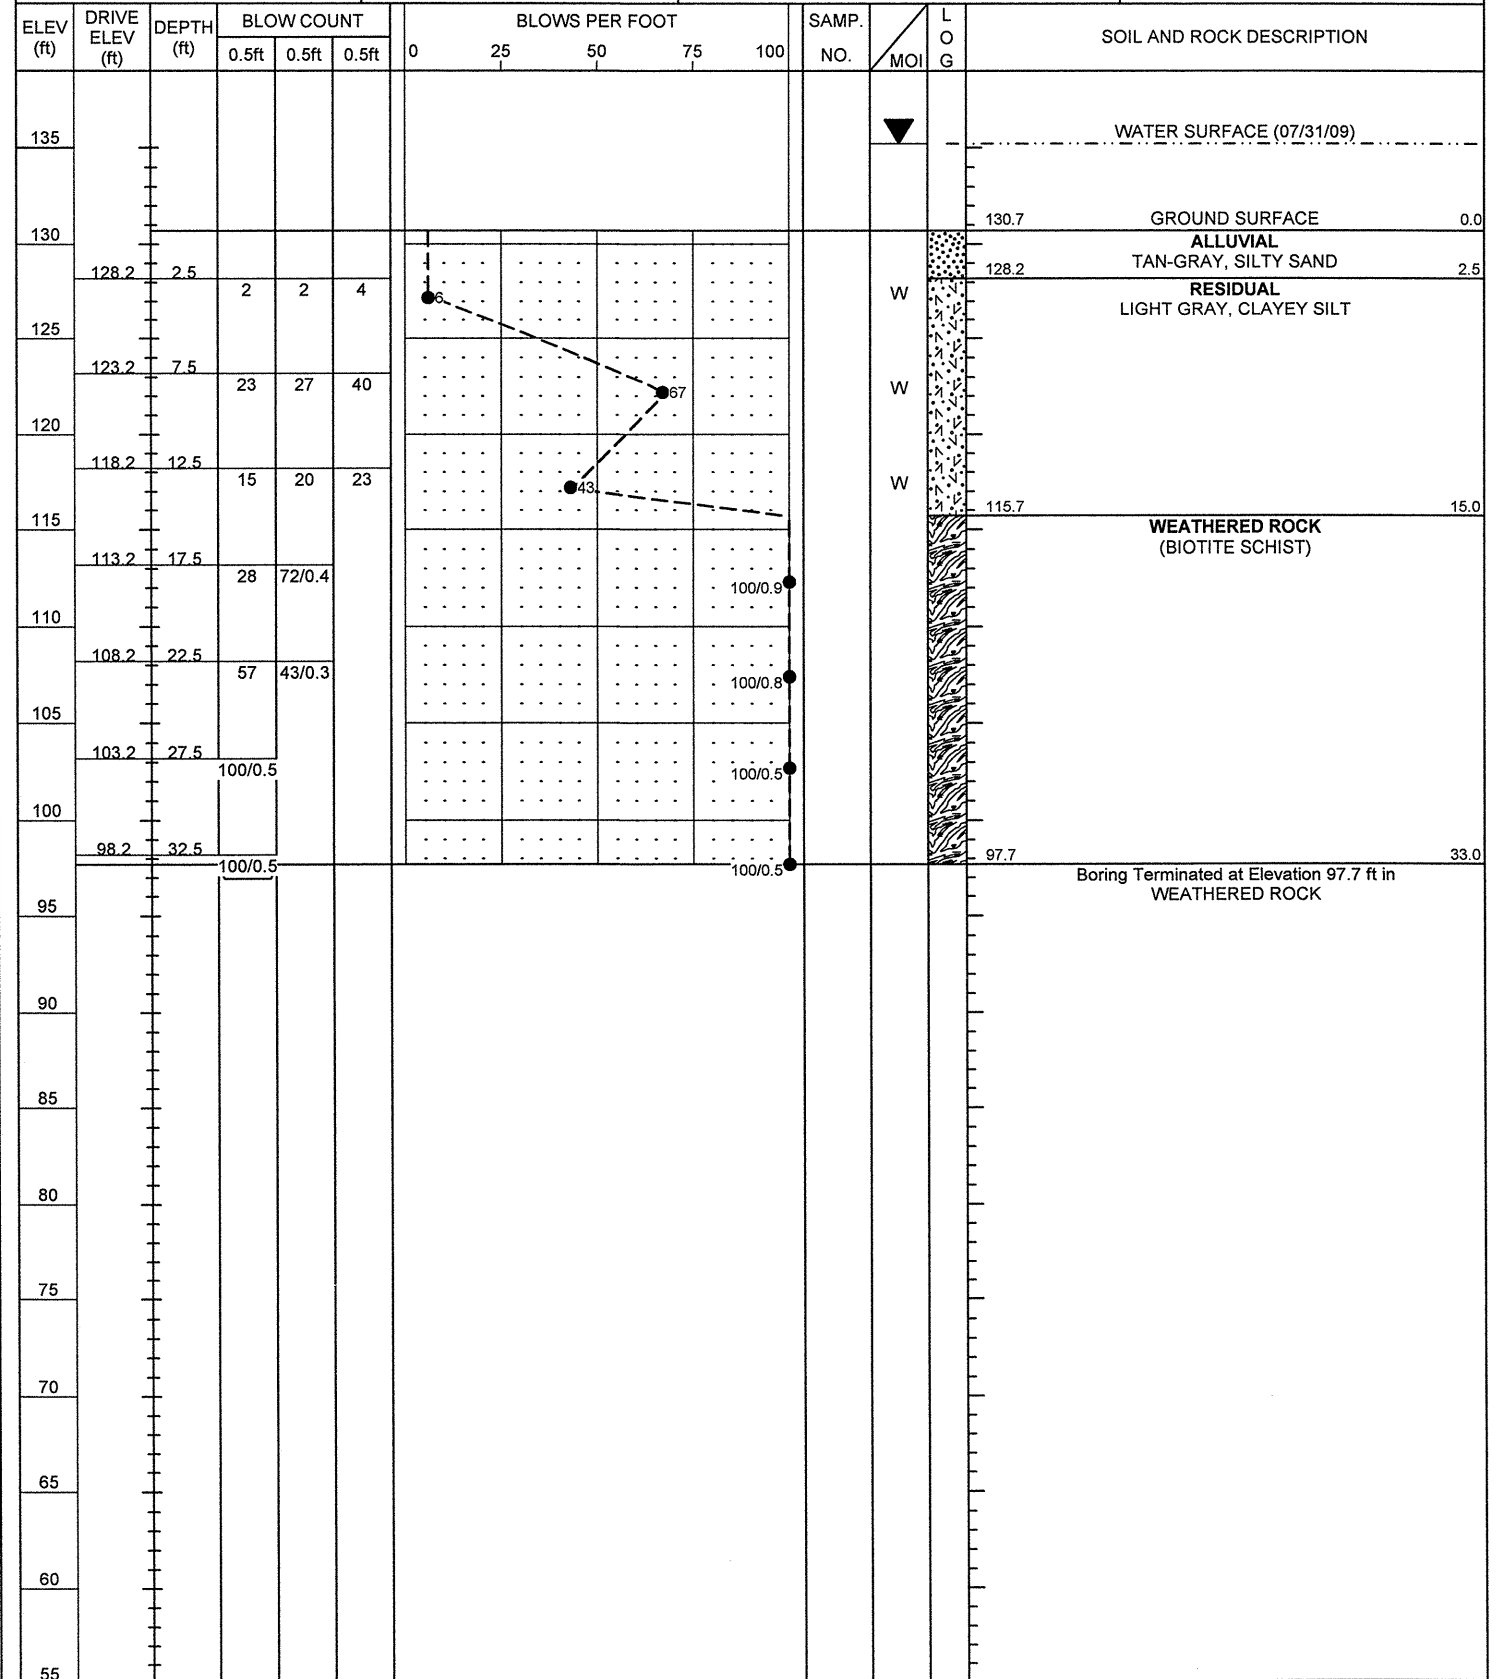 ELEV (ft) DRIVE ELEV (ft) DEPTH (ft) BLOW COUNT BLOWS PER FOOT SAMP. NO. MOI LOG SOIL AND ROCK DESCRIPTION
0.5ft 0.5ft 0.5ft 0 25 50 75 100
135 WATER SURFACE (07/31/09)
130.7 GROUND SURFACE 0.0
130 ALLUVIAL
TAN-GRAY, SILTY SAND
128.2 2.5 128.2 2.5
2 2 4 6 W RESIDUAL
LIGHT GRAY, CLAYEY SILT
125
123.2 7.5
23 27 40 67 W
120
118.2 12.5
15 20 23 43 W
115.7 15.0
115 WEATHERED ROCK
(BIOTITE SCHIST)
113.2 17.5
28 72/0.4 100/0.9
110
108.2 22.5
57 43/0.3 100/0.8
105
103.2 27.5
100/0.5 100/0.5
100
98.2 32.5 97.7 33.0
100/0.5 100/0.5
Boring Terminated at Elevation 97.7 ft in
WEATHERED ROCK
95
90
85
80
75
70
65
60
55